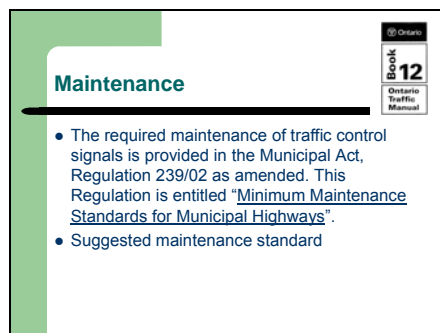 Ontario
Book
12
Ontario
Traffic
Manual
Maintenance
● The required maintenance of traffic control
signals is provided in the Municipal Act,
Regulation 239/02 as amended. This
Regulation is entitled “Minimum Maintenance
Standards for Municipal Highways”.
● Suggested maintenance standard